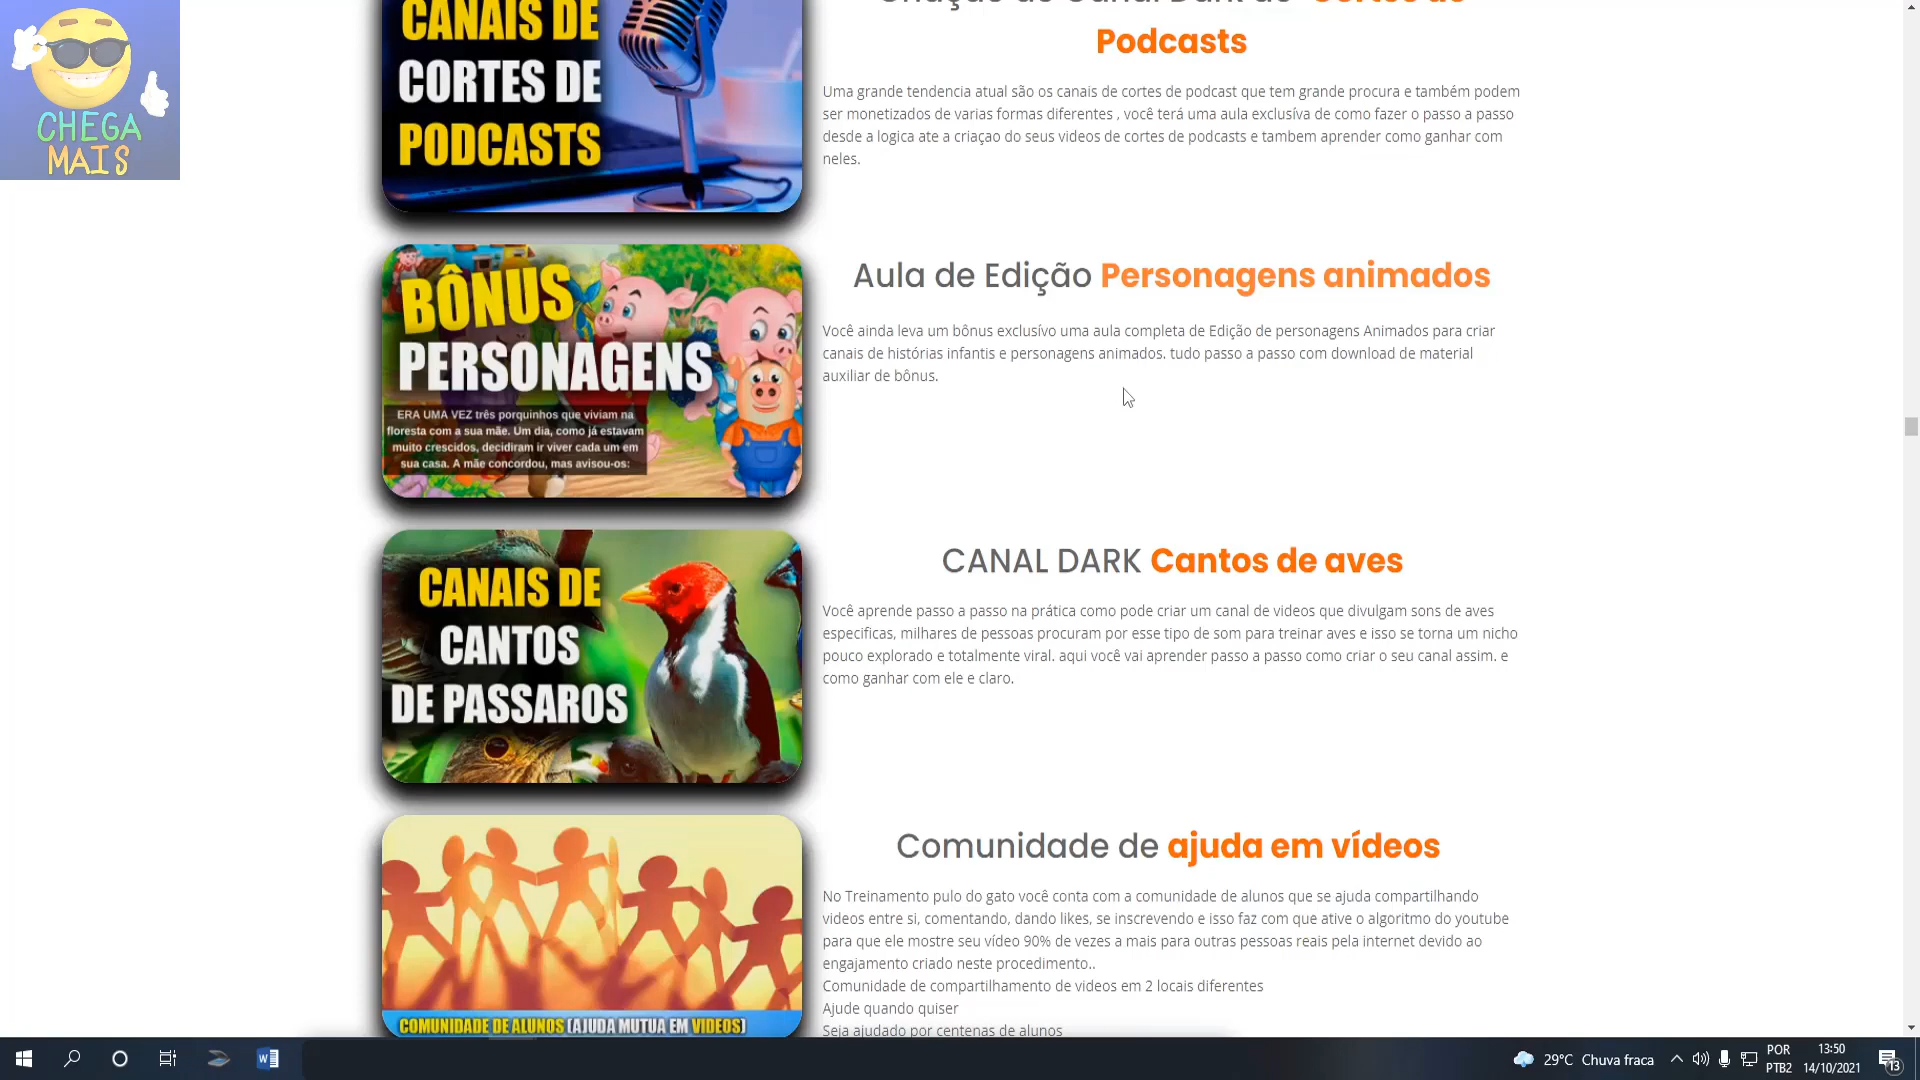 CHEGA
MAIS
CANAIS DE
CORTES DE
PODCASTS
Criação de Canal Dark de Cortes de
Podcasts
Uma grande tendencia atual são os canais de cortes de podcast que tem grande procura e também podem
ser monetizados de varias formas diferentes , você terá uma aula exclusíva de como fazer o passo a passo
desde a logica ate a criaçao do seus videos de cortes de podcasts e tambem aprender como ganhar com
neles.
BÔNUS
PERSONAGENS
ERA UMA VEZ três porquinhos que viviam na
floresta com a sua mãe. Um dia, como já estavam
muito crescidos, decidiram ir viver cada um em
sua casa. A mãe concordou, mas avisou-os:
Aula de Edição Personagens animados
Você ainda leva um bônus exclusívo uma aula completa de Edição de personagens Animados para criar
canais de histórias infantis e personagens animados. tudo passo a passo com download de material
auxiliar de bônus.
CANAIS DE
CANTOS
DE PASSAROS
CANAL DARK Cantos de aves
Você aprende passo a passo na prática como pode criar um canal de videos que divulgam sons de aves
especificas, milhares de pessoas procuram por esse tipo de som para treinar aves e isso se torna um nicho
pouco explorado e totalmente viral. aqui você vai aprender passo a passo como criar o seu canal assim. e
como ganhar com ele e claro.
COMUNIDADE DE ALUNOS (AJUDA MUTUA EM VIDEOS)
Comunidade de ajuda em vídeos
No Treinamento pulo do gato você conta com a comunidade de alunos que se ajuda compartilhando
videos entre si, comentando, dando likes, se inscrevendo e isso faz com que ative o algoritmo do youtube
para que ele mostre seu vídeo 90% de vezes a mais para outras pessoas reais pela internet devido ao
engajamento criado neste procedimento..
Comunidade de compartilhamento de videos em 2 locais diferentes
Ajude quando quiser
Seja ajudado por centenas de alunos
29°C Chuva fraca
POR
PTB2
13:50
14/10/2021
13